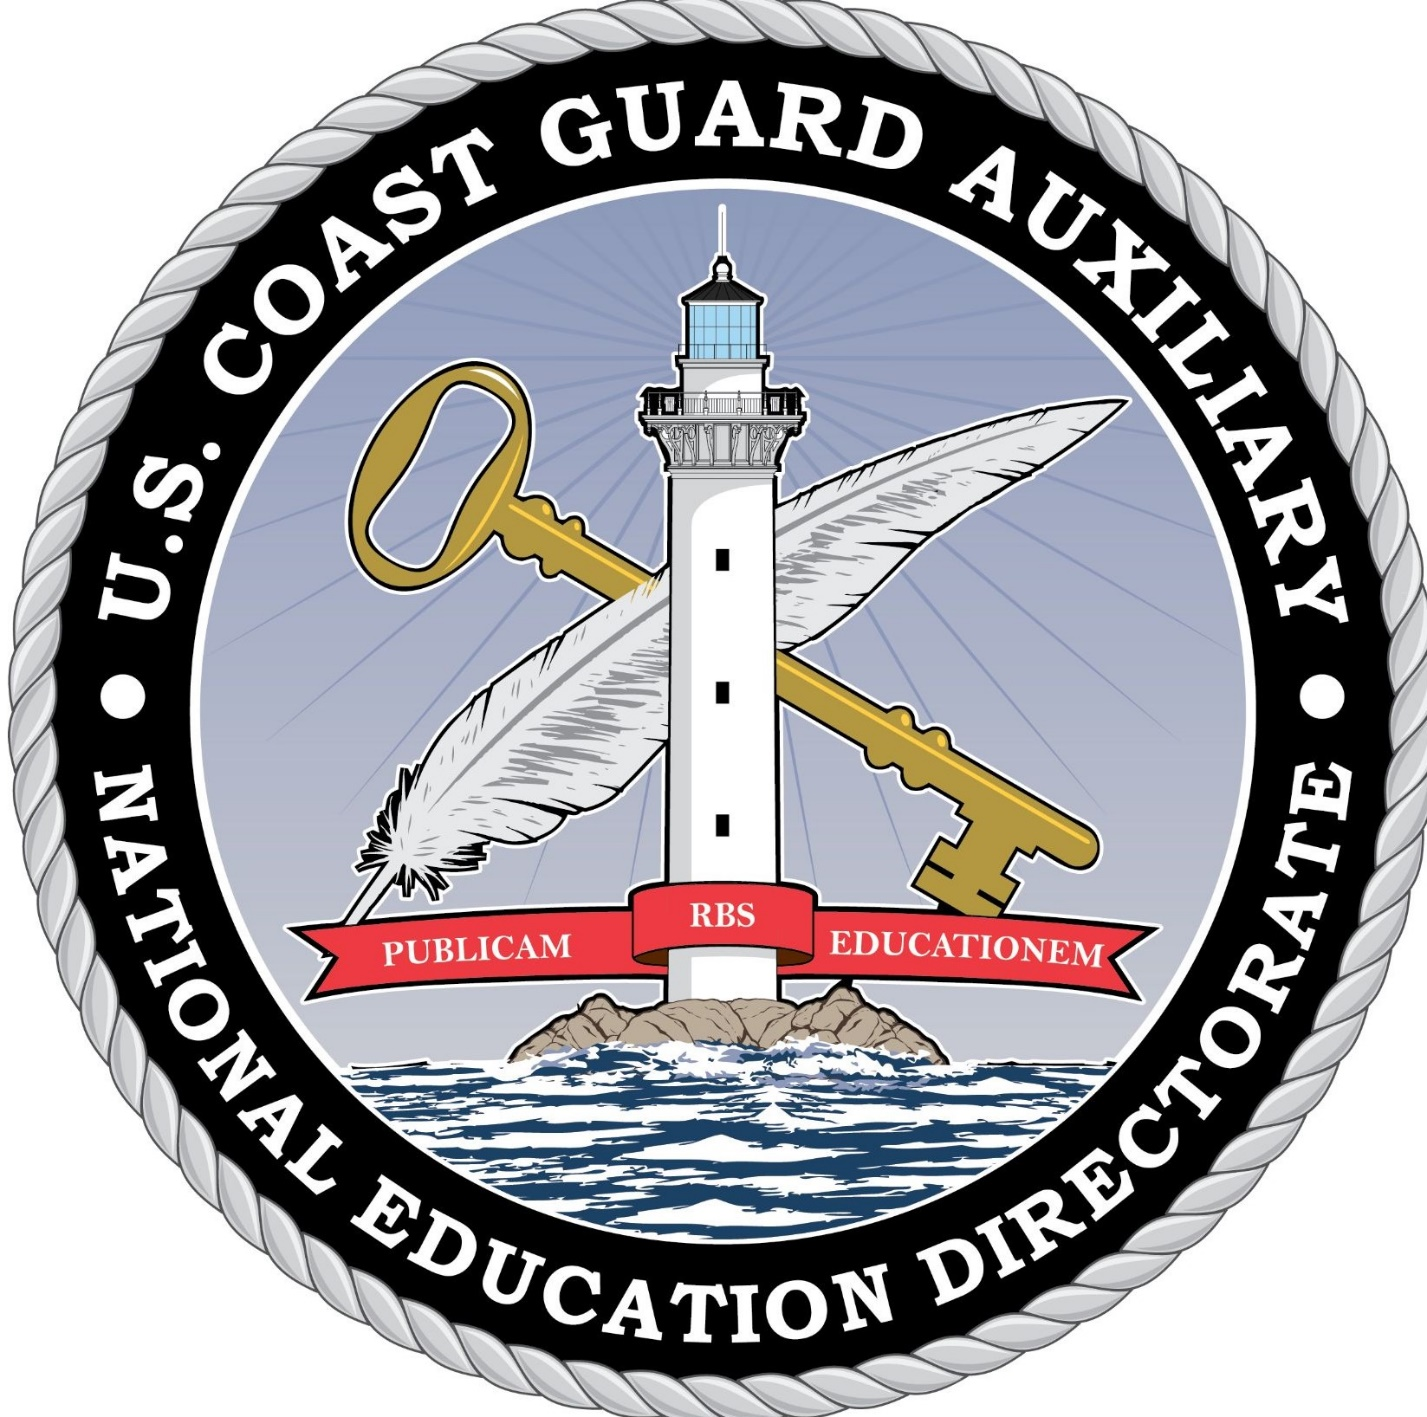 U.S. COAST GUARD AUXILIARY
PUBLICAM RBS EDUCATIONEM
• NATIONAL EDUCATION DIRECTORATE •